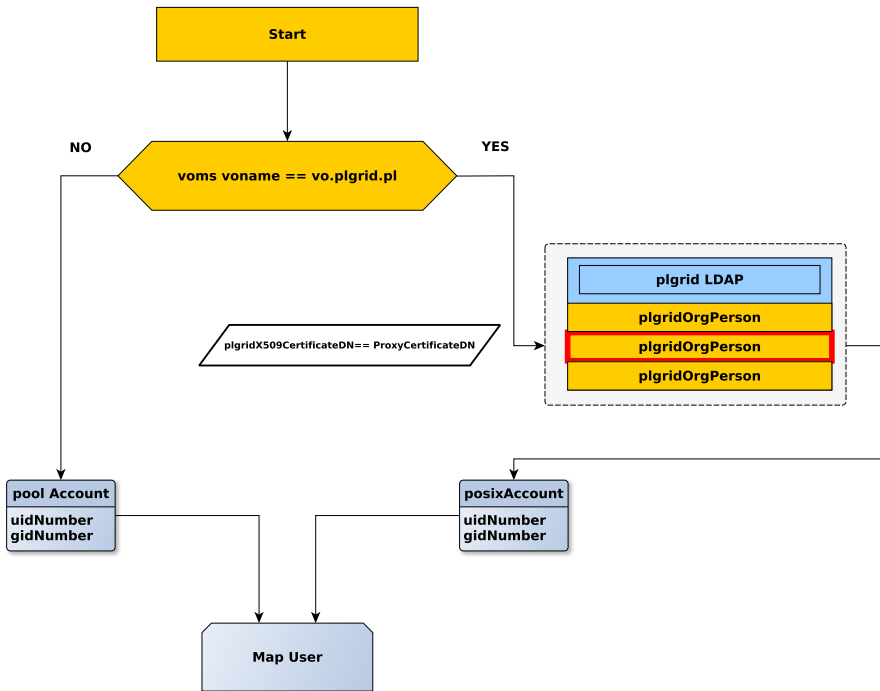 Start
NO
YES
voms voname == vo.plgrid.pl
plgrid LDAP
plgridOrgPerson
plgridX509CertificateDN== ProxyCertificateDN
plgridOrgPerson
plgridOrgPerson
pool Account
uidNumber
gidNumber
posixAccount
uidNumber
gidNumber
Map User